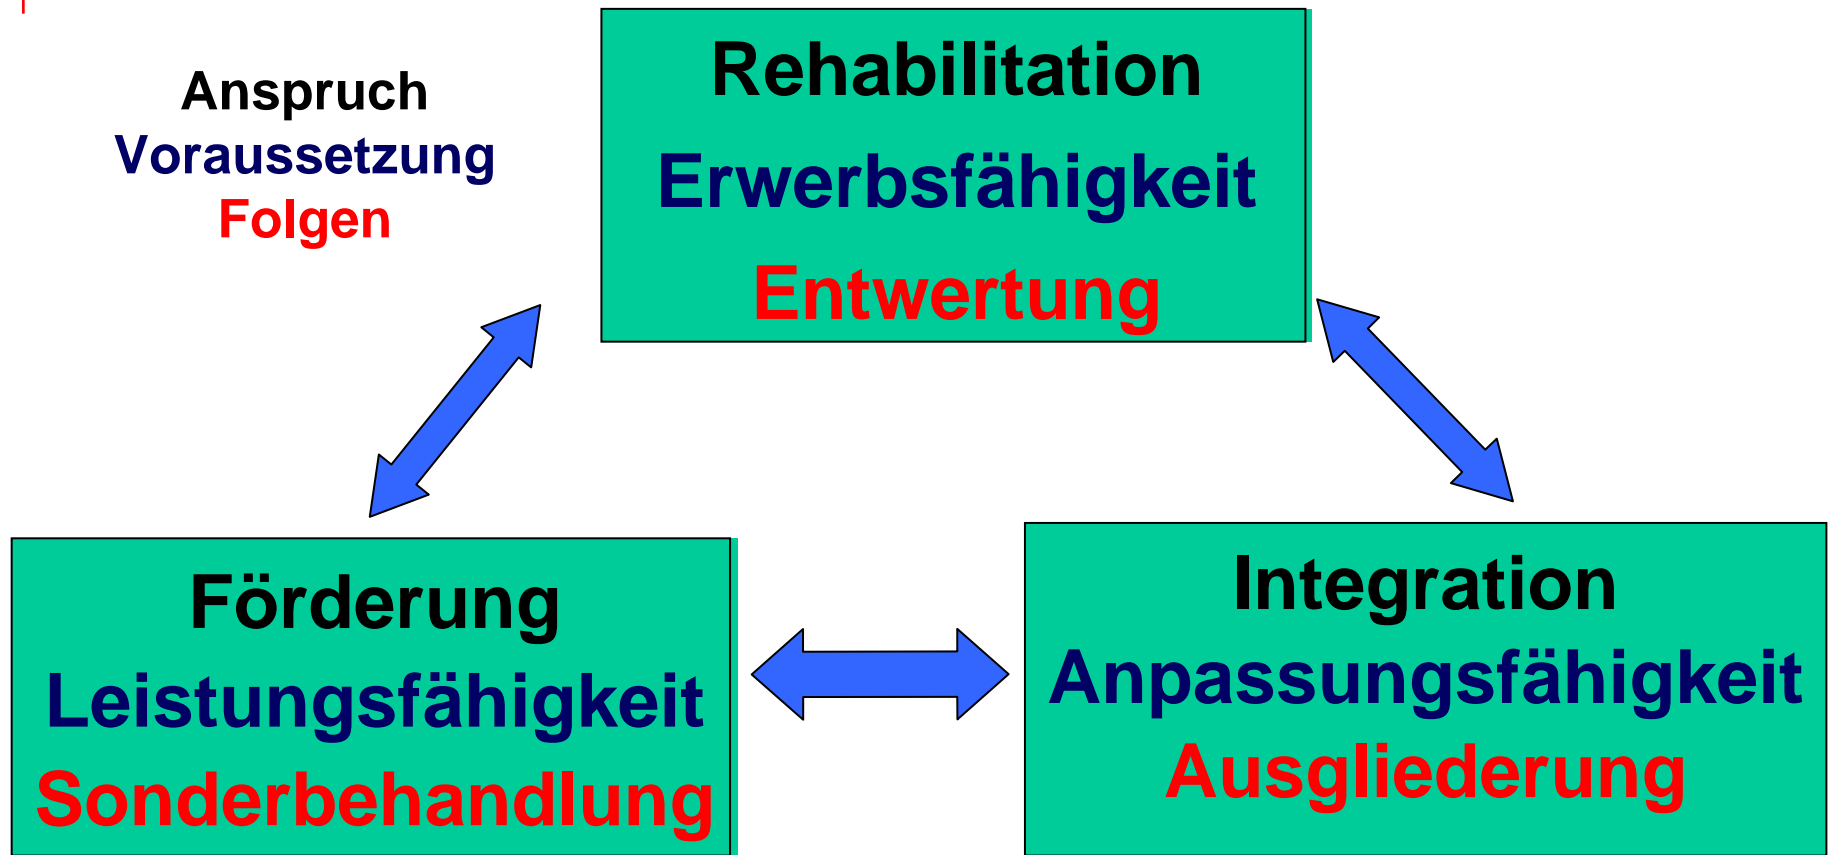 Anspruch
Voraussetzung
Folgen
Rehabilitation
Erwerbsfähigkeit
Entwertung
Förderung
Leistungsfähigkeit
Sonderbehandlung
Integration
Anpassungsfähigkeit
Ausgliederung